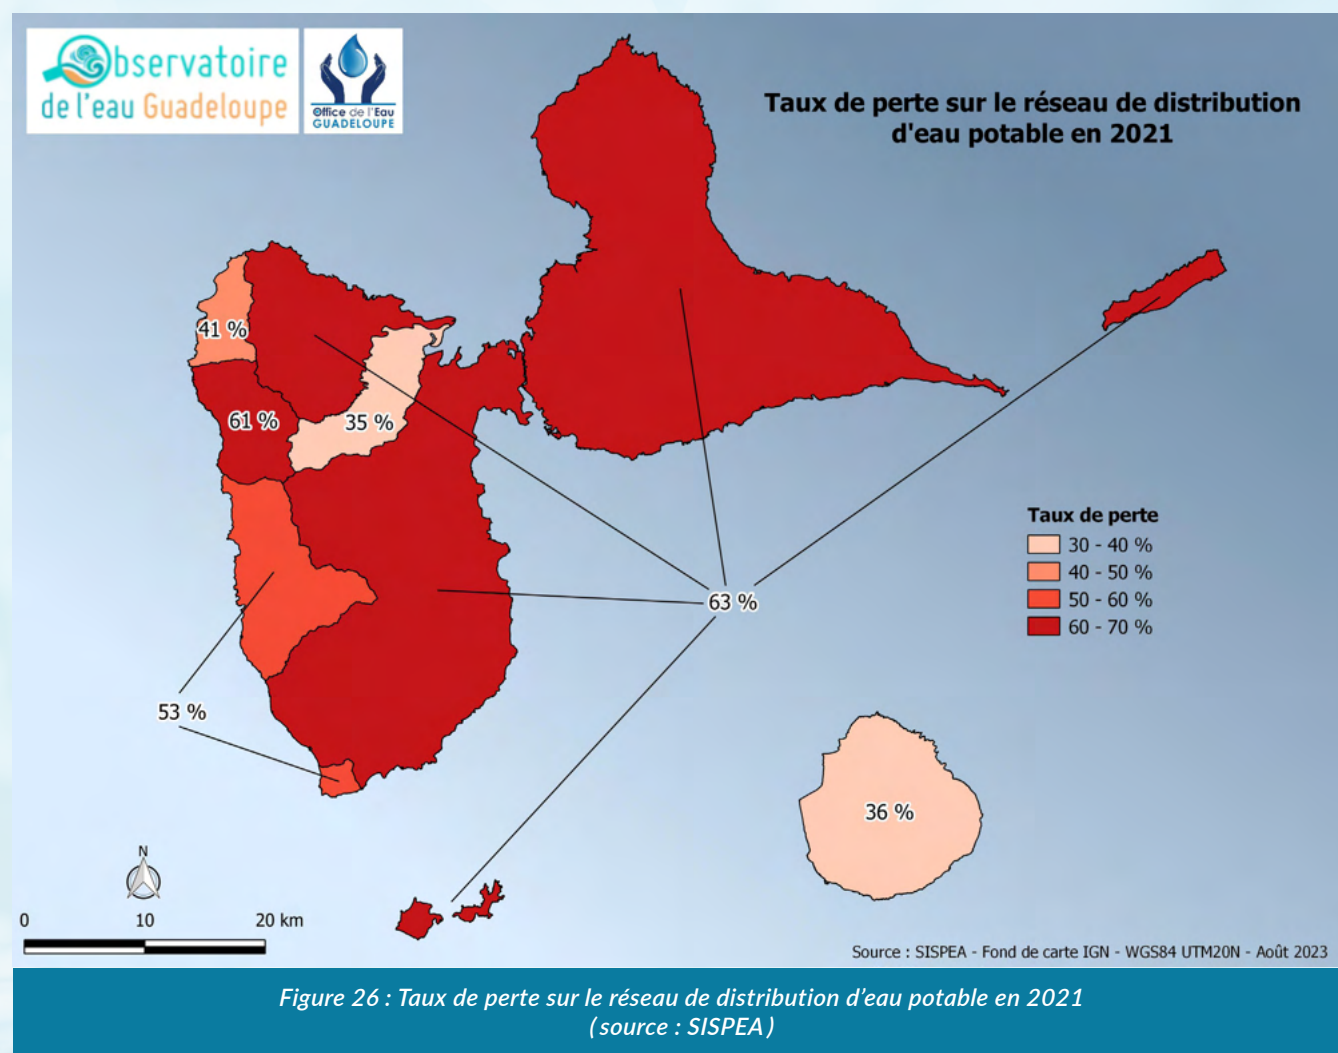 Observatoire
de l'eau Guadeloupe
Office de l'Eau
GUADELOUPE
Taux de perte sur le réseau de distribution
d'eau potable en 2021
41 %
61 %
35 %
Taux de perte
30 - 40 %
40 - 50 %
50 - 60 %
60 - 70 %
63 %
53 %
36 %
N
0 10 20 km
Source : SISPEA - Fond de carte IGN - WGS84 UTM20N - Août 2023
Figure 26 : Taux de perte sur le réseau de distribution d’eau potable en 2021
(source : SISPEA)